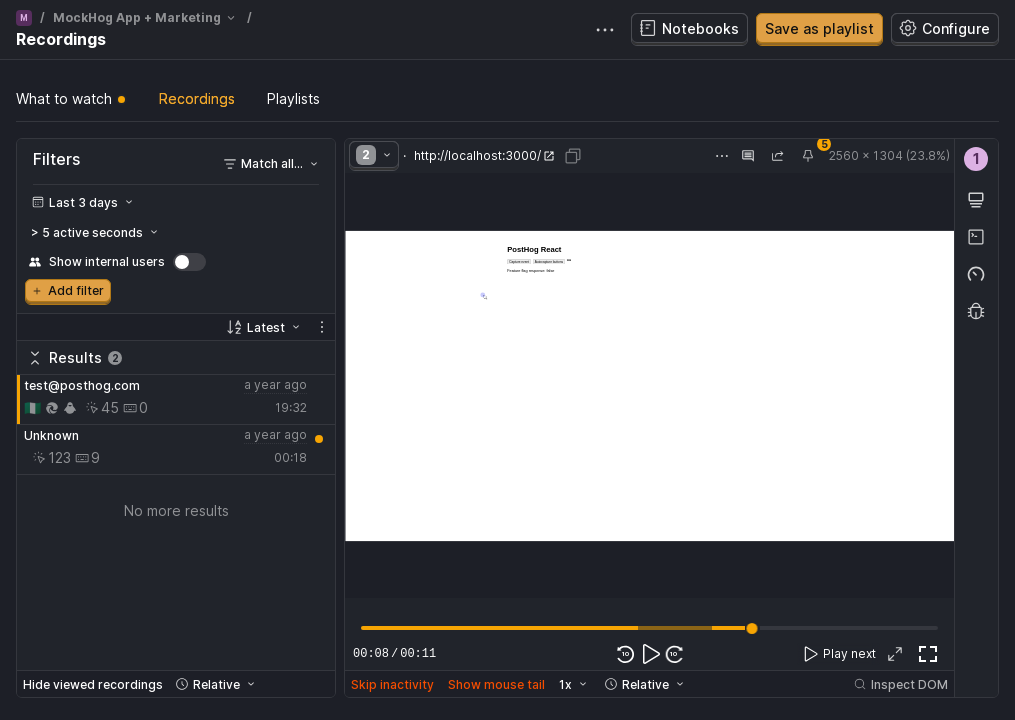 M / MockHog App + Marketing /
Recordings
Notebooks
Save as playlist
Configure
What to watch
Recordings
Playlists
Filters
Match all...
Last 3 days
> 5 active seconds
Show internal users
+ Add filter
Latest
Results 2
test@posthog.com a year ago
45 0 19:32
Unknown a year ago
123 9 00:18
No more results
Hide viewed recordings Relative
2 · http://localhost:3000/
5
2560 × 1304 (23.8%)
1
PostHog React
Capture event Autocapture buttons
Feature flag response: false
00:08 / 00:11
10
10
Play next
Skip inactivity Show mouse tail 1x Relative Inspect DOM